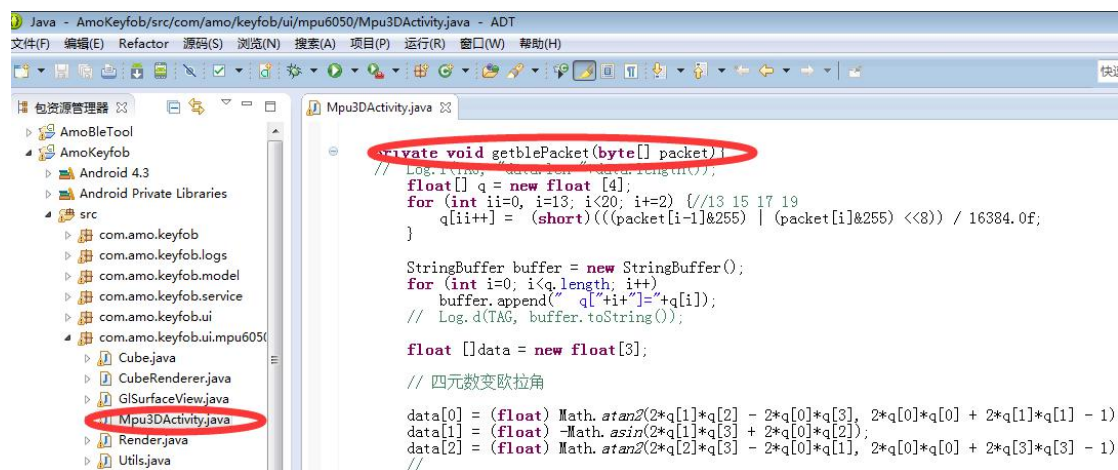 Java - AmoKeyfob/src/com/amo/keyfob/ui/mpu6050/Mpu3DActivity.java - ADT
文件(F) 编辑(E) Refactor 源码(S) 浏览(N) 搜索(A) 项目(P) 运行(R) 窗口(W) 帮助(H)
快速
包资源管理器
Mpu3DActivity.java
AmoBleTool
AmoKeyfob
Android 4.3
Android Private Libraries
src
com.amo.keyfob
com.amo.keyfob.logs
com.amo.keyfob.model
com.amo.keyfob.service
com.amo.keyfob.ui
com.amo.keyfob.ui.mpu605(
Cube.java
CubeRenderer.java
GlSurfaceView.java
Mpu3DActivity.java
Render.java
Utils.java
private void getblePacket(byte[] packet){
// Log.i(TAG, "data.len "+data.length());
float[] q = new float [4];
for (int ii=0, i=13; i<20; i+=2) {//13 15 17 19
q[ii++] = (short)(((packet[i-1]&255) | (packet[i]&255) <<8)) / 16384.0f;
}
StringBuffer buffer = new StringBuffer();
for (int i=0; i<q.length; i++)
buffer.append("  q["+i+"]="+q[i]);
// Log.d(TAG, buffer.toString());
float []data = new float[3];
// 四元数变欧拉角
data[0] = (float) Math.atan2(2*q[1]*q[2] - 2*q[0]*q[3], 2*q[0]*q[0] + 2*q[1]*q[1] - 1)
data[1] = (float) -Math.asin(2*q[1]*q[3] + 2*q[0]*q[2]);
data[2] = (float) Math.atan2(2*q[2]*q[3] - 2*q[0]*q[1], 2*q[0]*q[0] + 2*q[3]*q[3] - 1)
//